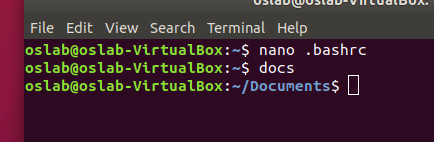 oslab@oslab-VirtualBox:
File Edit View Search Terminal Help
oslab@oslab-VirtualBox:~$ nano .bashrc
oslab@oslab-VirtualBox:~$ docs
oslab@oslab-VirtualBox:~/Documents$